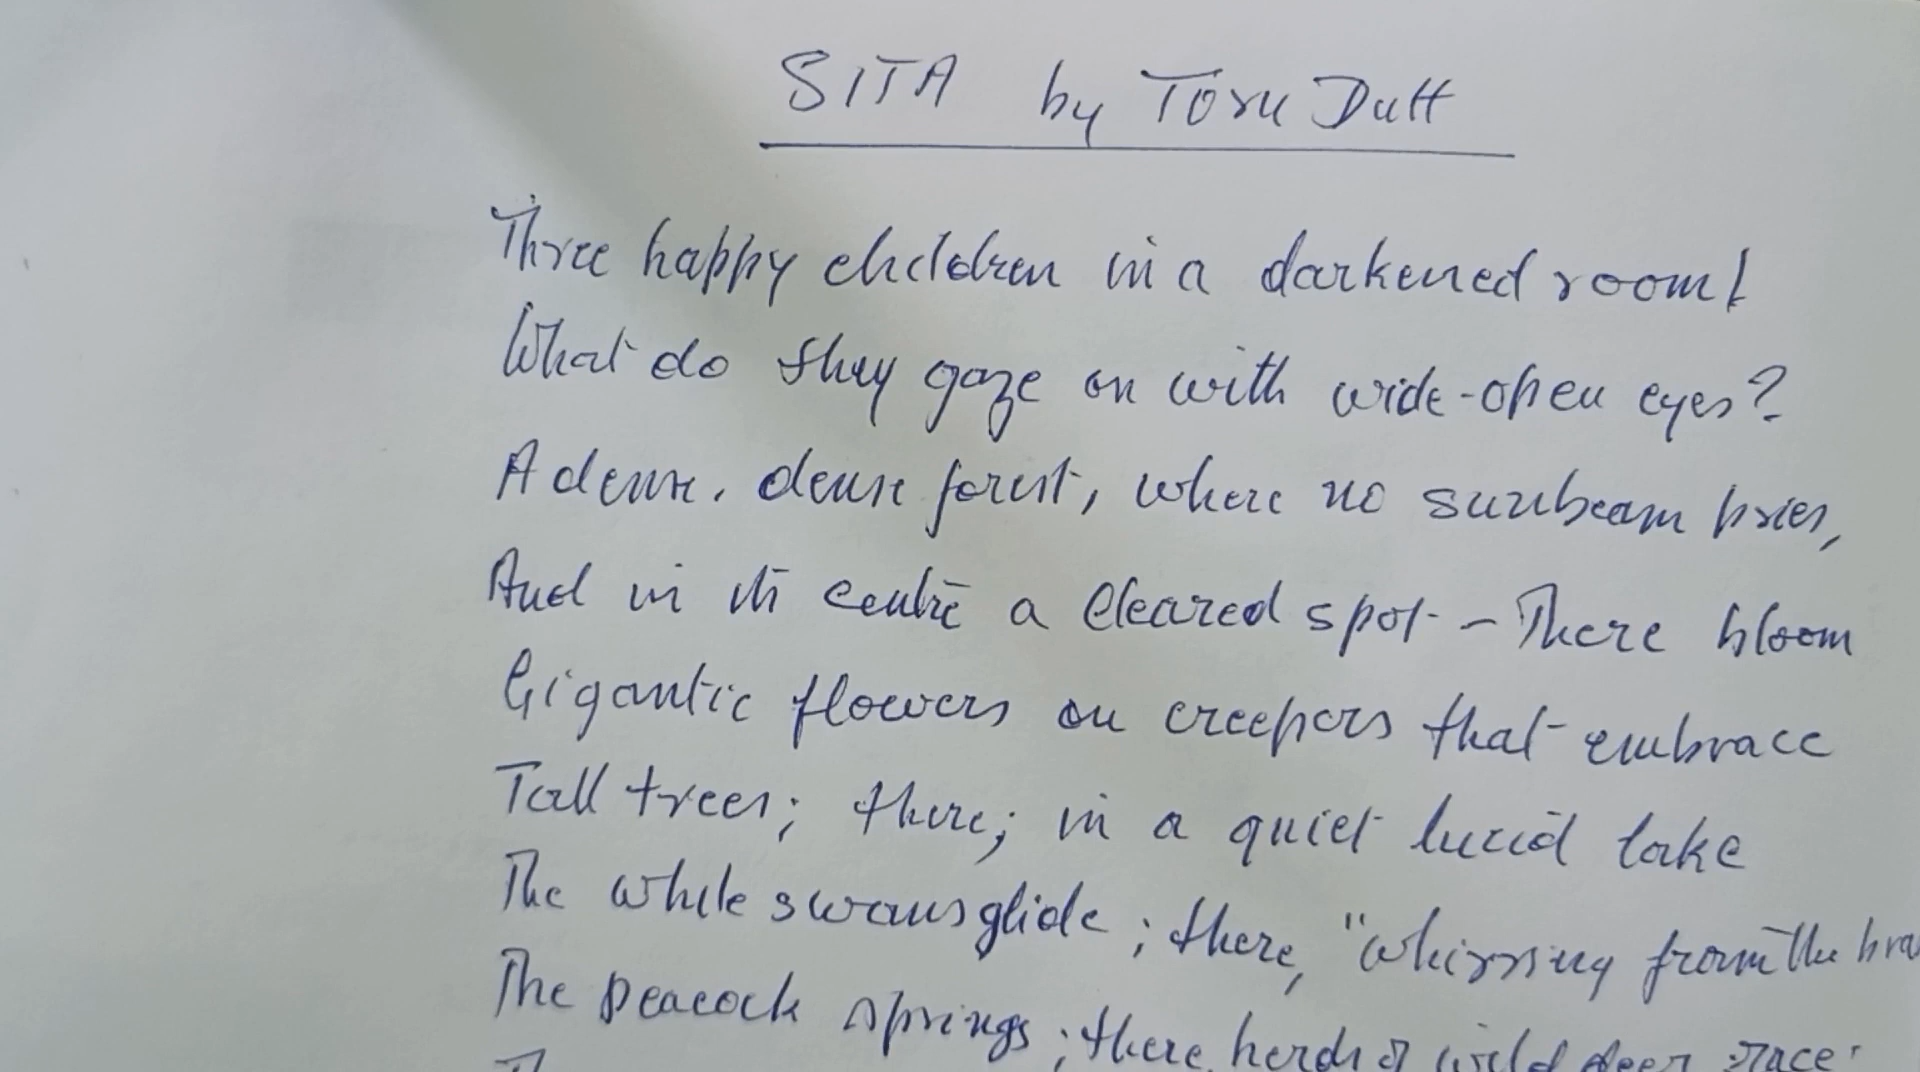 SITA by Toru Dutt
Three happy children in a darkened room!
What do they gaze on with wide-open eyes?
A dense, dense forest, where no sunbeam pries,
And in its centre a cleared spot - There bloom
Gigantic flowers on creepers that embrace
Tall trees; there; in a quiet lucid lake
The white swans glide; there, "whirring from the bra
The peacock springs; there, herds of wild deer race;